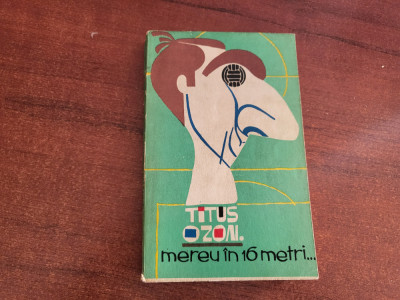 TITUS
OZON.
mereu în 16 metri...